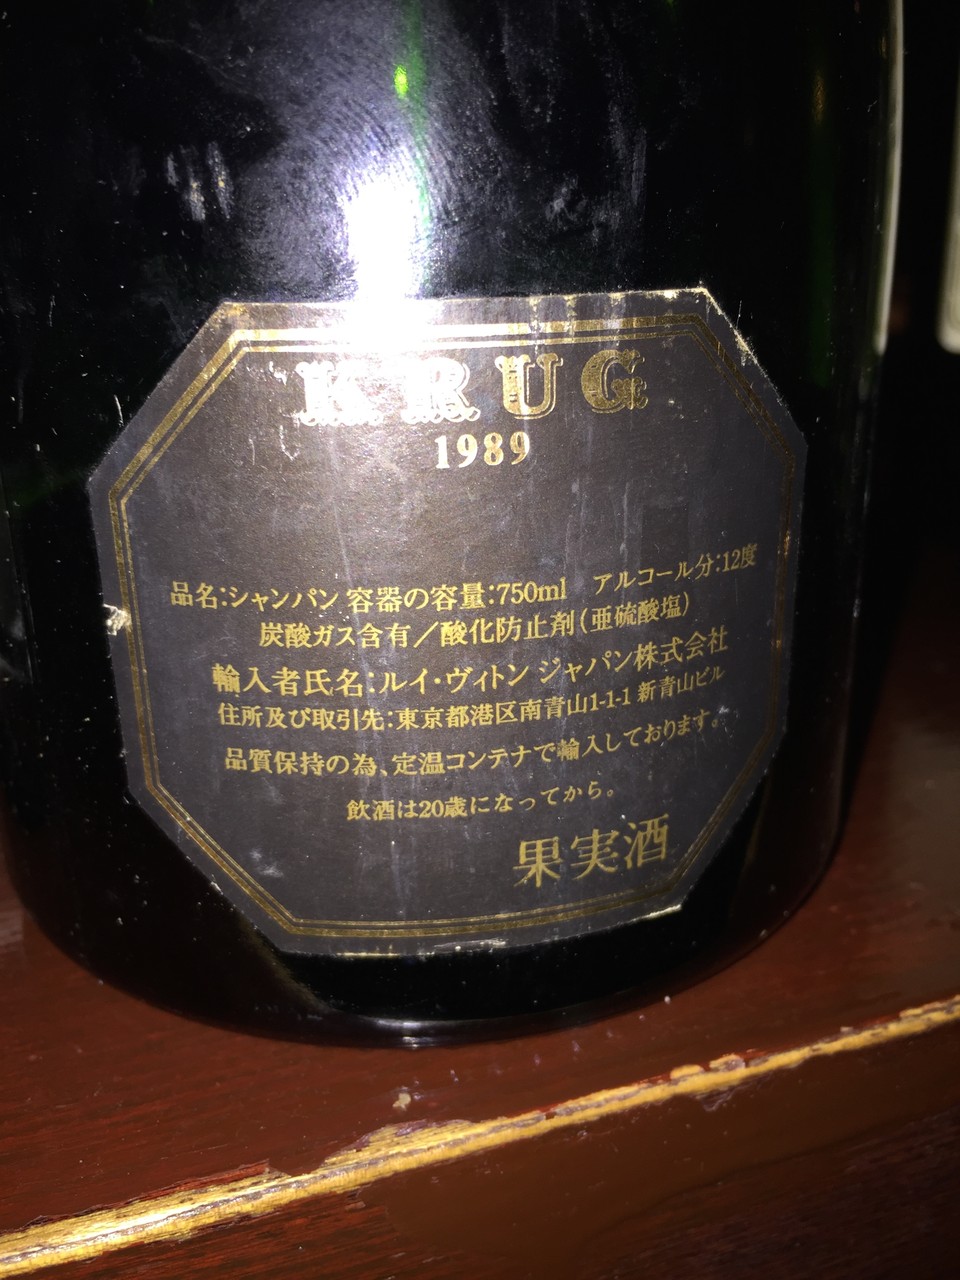 KRUG
1989
品名:シャンパン 容器の容量:750ml アルコール分:12度
炭酸ガス含有/酸化防止剤(亜硫酸塩)
輸入者氏名:ルイ・ヴィトン ジャパン株式会社
住所及び取引先:東京都港区南青山1-1-1 新青山ビル
品質保持の為、定温コンテナで輸入しております。
飲酒は20歳になってから。
果実酒